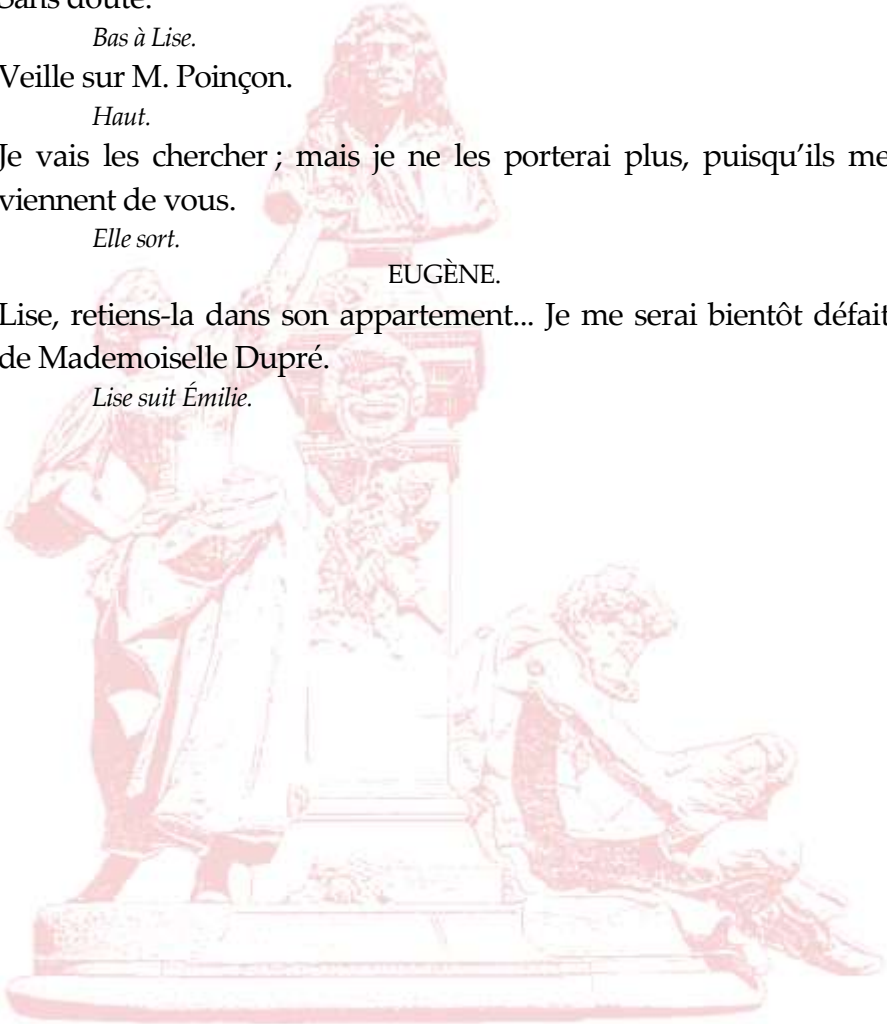 Sans doute.
Bas à Lise.
Veille sur M. Poinçon.
Haut.
Je vais les chercher ; mais je ne les porterai plus, puisqu’ils me
viennent de vous.
Elle sort.
EUGÈNE.
Lise, retiens-la dans son appartement... Je me serai bientôt défait
de Mademoiselle Dupré.
Lise suit Émilie.